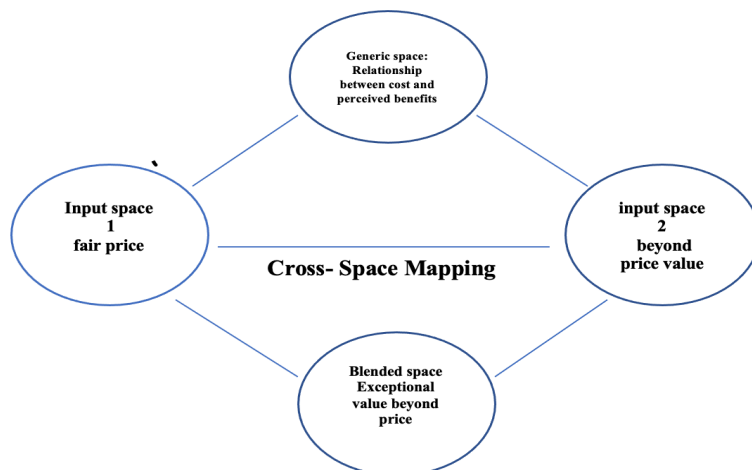 Generic space:
Relationship
between cost and
perceived benefits
Input space
1
fair price
input space
2
beyond
price value
Cross- Space Mapping
Blended space
Exceptional
value beyond
price